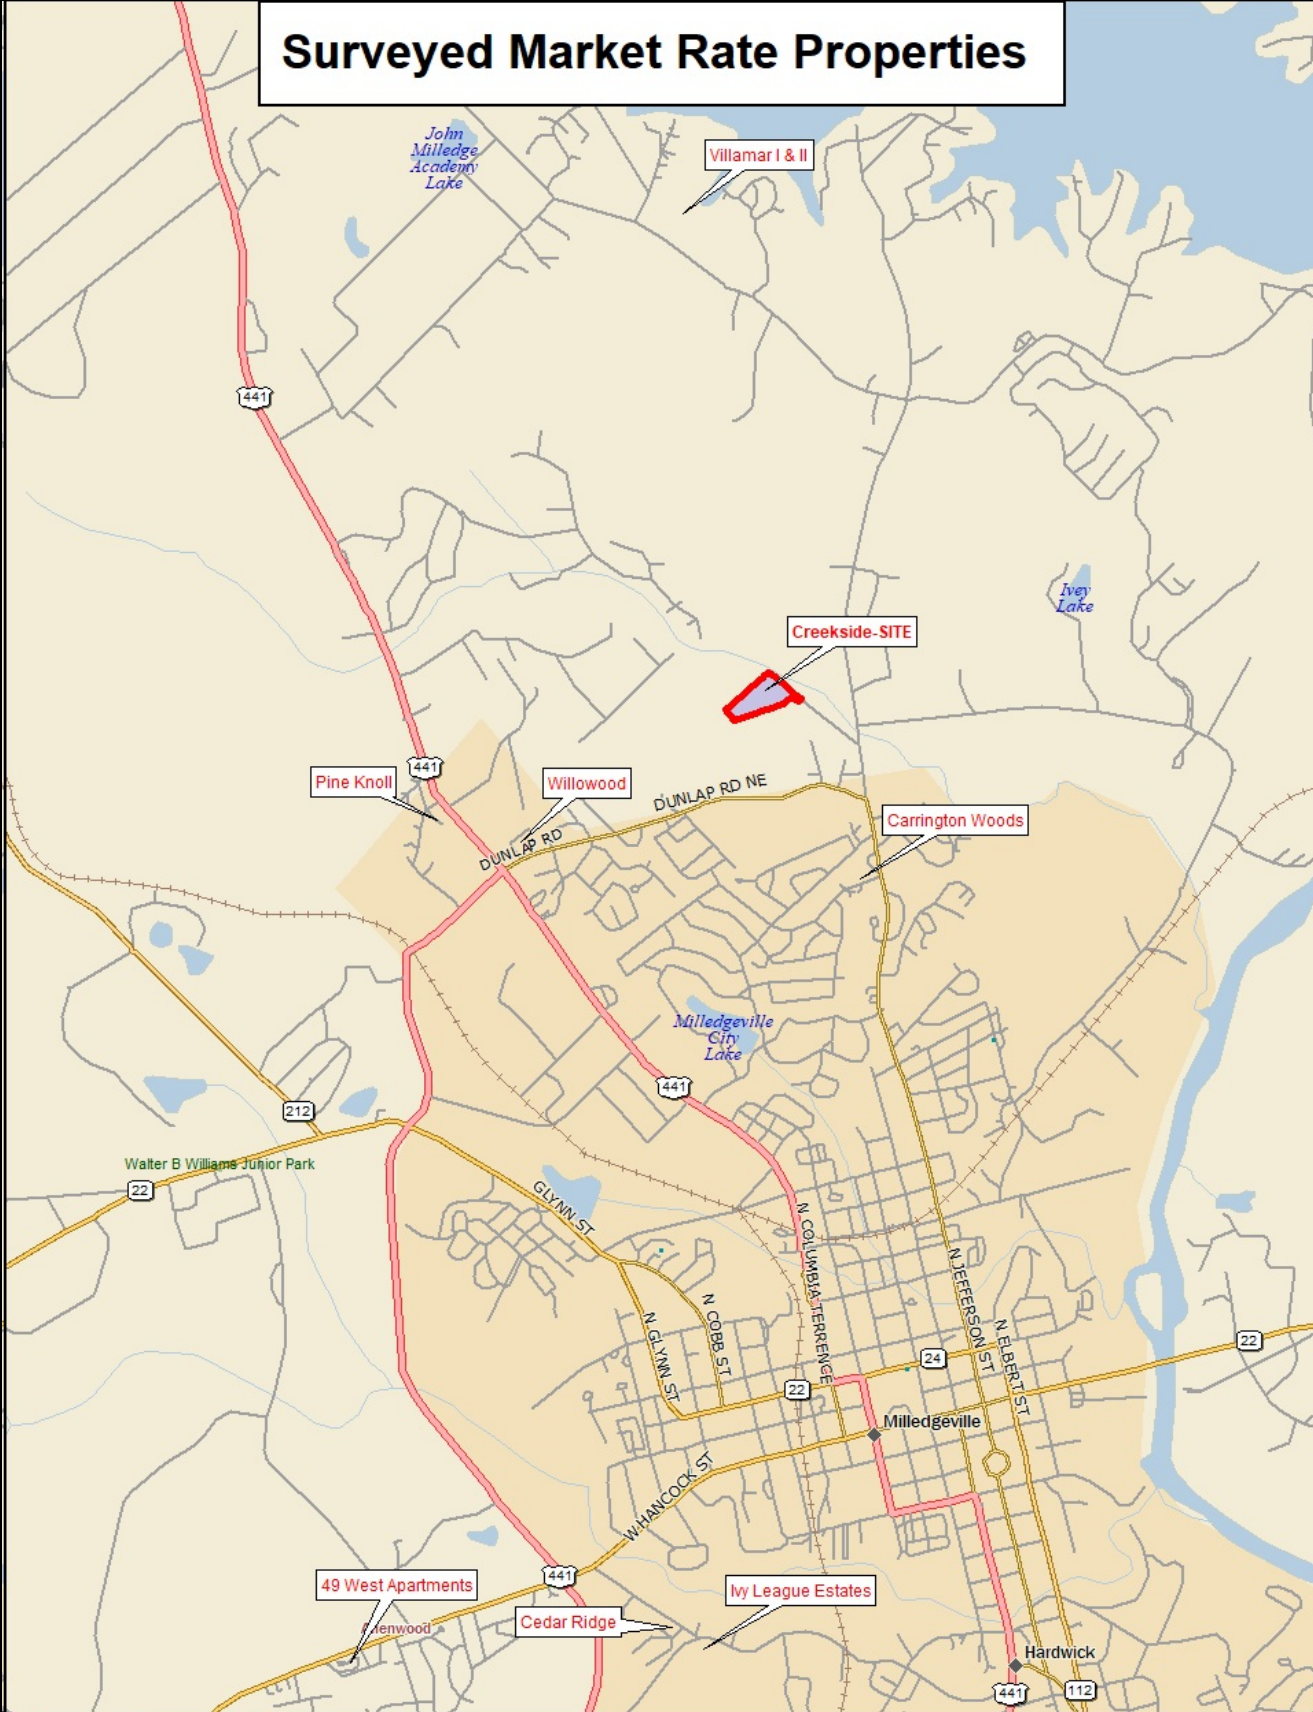 Surveyed Market Rate Properties
John
Milledge
Academy
Lake
Villamar I & II
441
Ivey
Lake
Creekside-SITE
441
Pine Knoll
Willowood
DUNLAP RD NE
DUNLAP RD
Carrington Woods
Milledgeville
City
Lake
441
212
Walter B Williams Junior Park
22
GLYNN ST
N COLUMBIA TERRENCE
N JEFFERSON ST
N COBB ST
N GLYNN ST
N ELBERT ST
22
24
22
Milledgeville
W HANCOCK ST
441
49 West Apartments
Ivy League Estates
Cedar Ridge
Allenwood
Hardwick
441
112